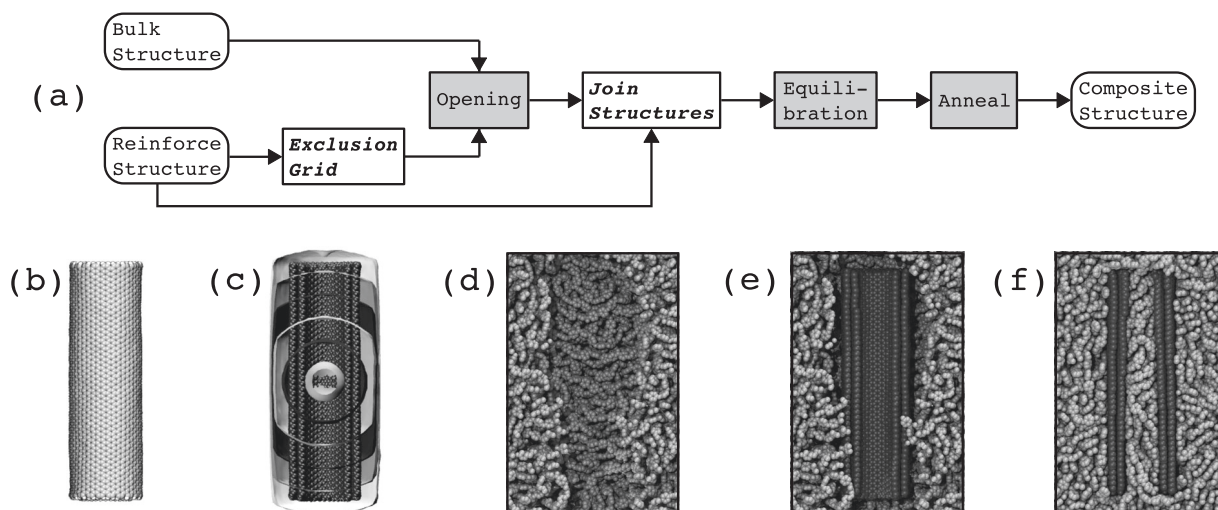 Bulk
Structure
(a)
Opening
Join
Structures
Equili-
bration
Anneal
Composite
Structure
Reinforce
Structure
Exclusion
Grid
(b)
(c)
(d)
(e)
(f)